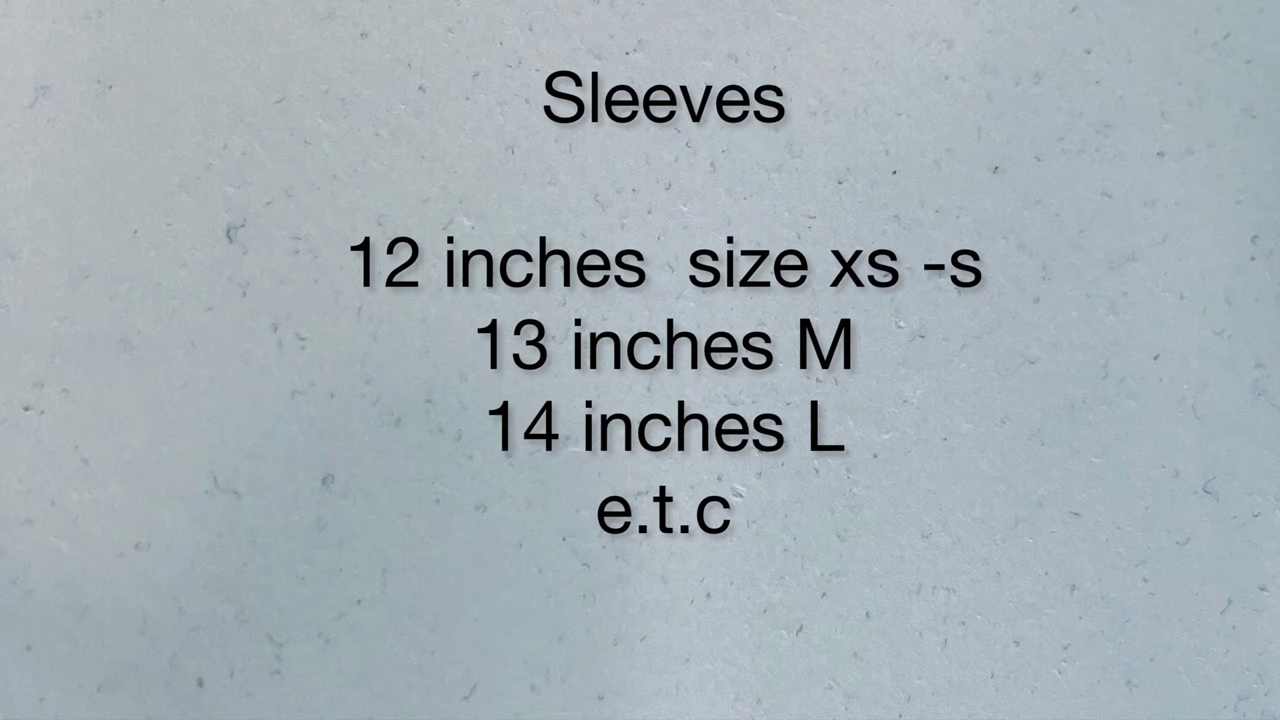 Sleeves
12 inches  size xs -s
13 inches M
14 inches L
e.t.c